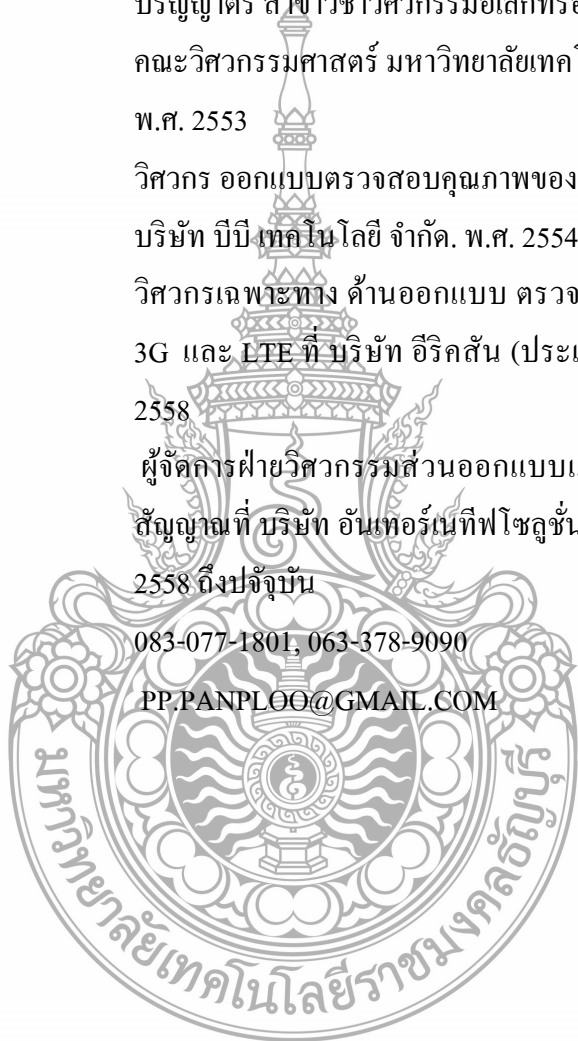 ปริญญาตรี สาขาวิชาวิศวกรรมอิเล็กทรอ
คณะวิศวกรรมศาสตร์ มหาวิทยาลัยเทคโ
พ.ศ. 2553
วิศวกร ออกแบบตรวจสอบคุณภาพของ
บริษัท บีบี เทคโนโลยี จำกัด. พ.ศ. 2554
วิศวกรเฉพาะทาง ด้านออกแบบ ตรวจ
3G และ LTE ที่ บริษัท อีริคสัน (ประเ
2558
ผู้จัดการฝ่ายวิศวกรรมส่วนออกแบบแ
สัญญาณที่ บริษัท อันเทอร์เนทีฟโซลูชั่น
2558 ถึงปัจจุบัน
083-077-1801, 063-378-9090
PP.PANPLOO@GMAIL.COM
มหาวิทยาลัยเทคโนโลยีราชมงคลธัญบุรี